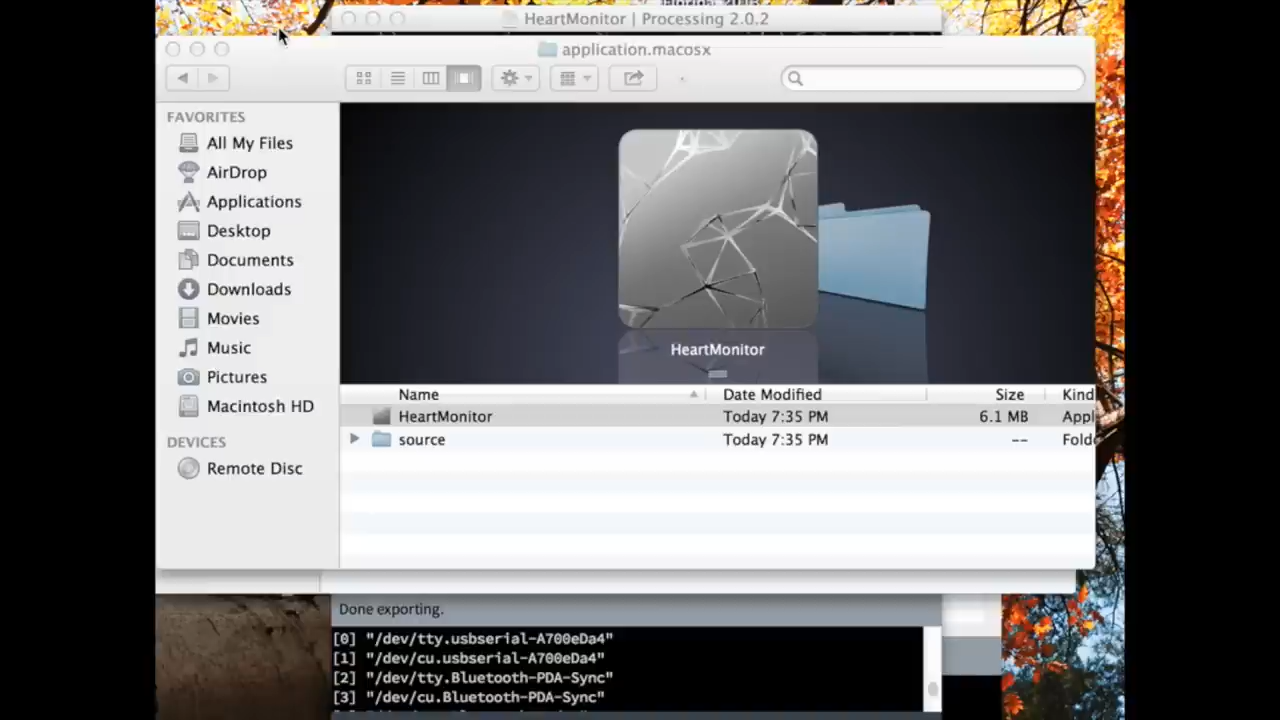 HeartMonitor | Processing 2.0.2
application.macosx
FAVORITES
All My Files
AirDrop
Applications
Desktop
Documents
Downloads
Movies
Music
Pictures
Macintosh HD
DEVICES
Remote Disc
HeartMonitor
Name Date Modified Size Kind
HeartMonitor Today 7:35 PM 6.1 MB Appl
source Today 7:35 PM -- Folde
Done exporting.
[0] "/dev/tty.usbserial-A700eDa4"
[1] "/dev/cu.usbserial-A700eDa4"
[2] "/dev/tty.Bluetooth-PDA-Sync"
[3] "/dev/cu.Bluetooth-PDA-Sync"